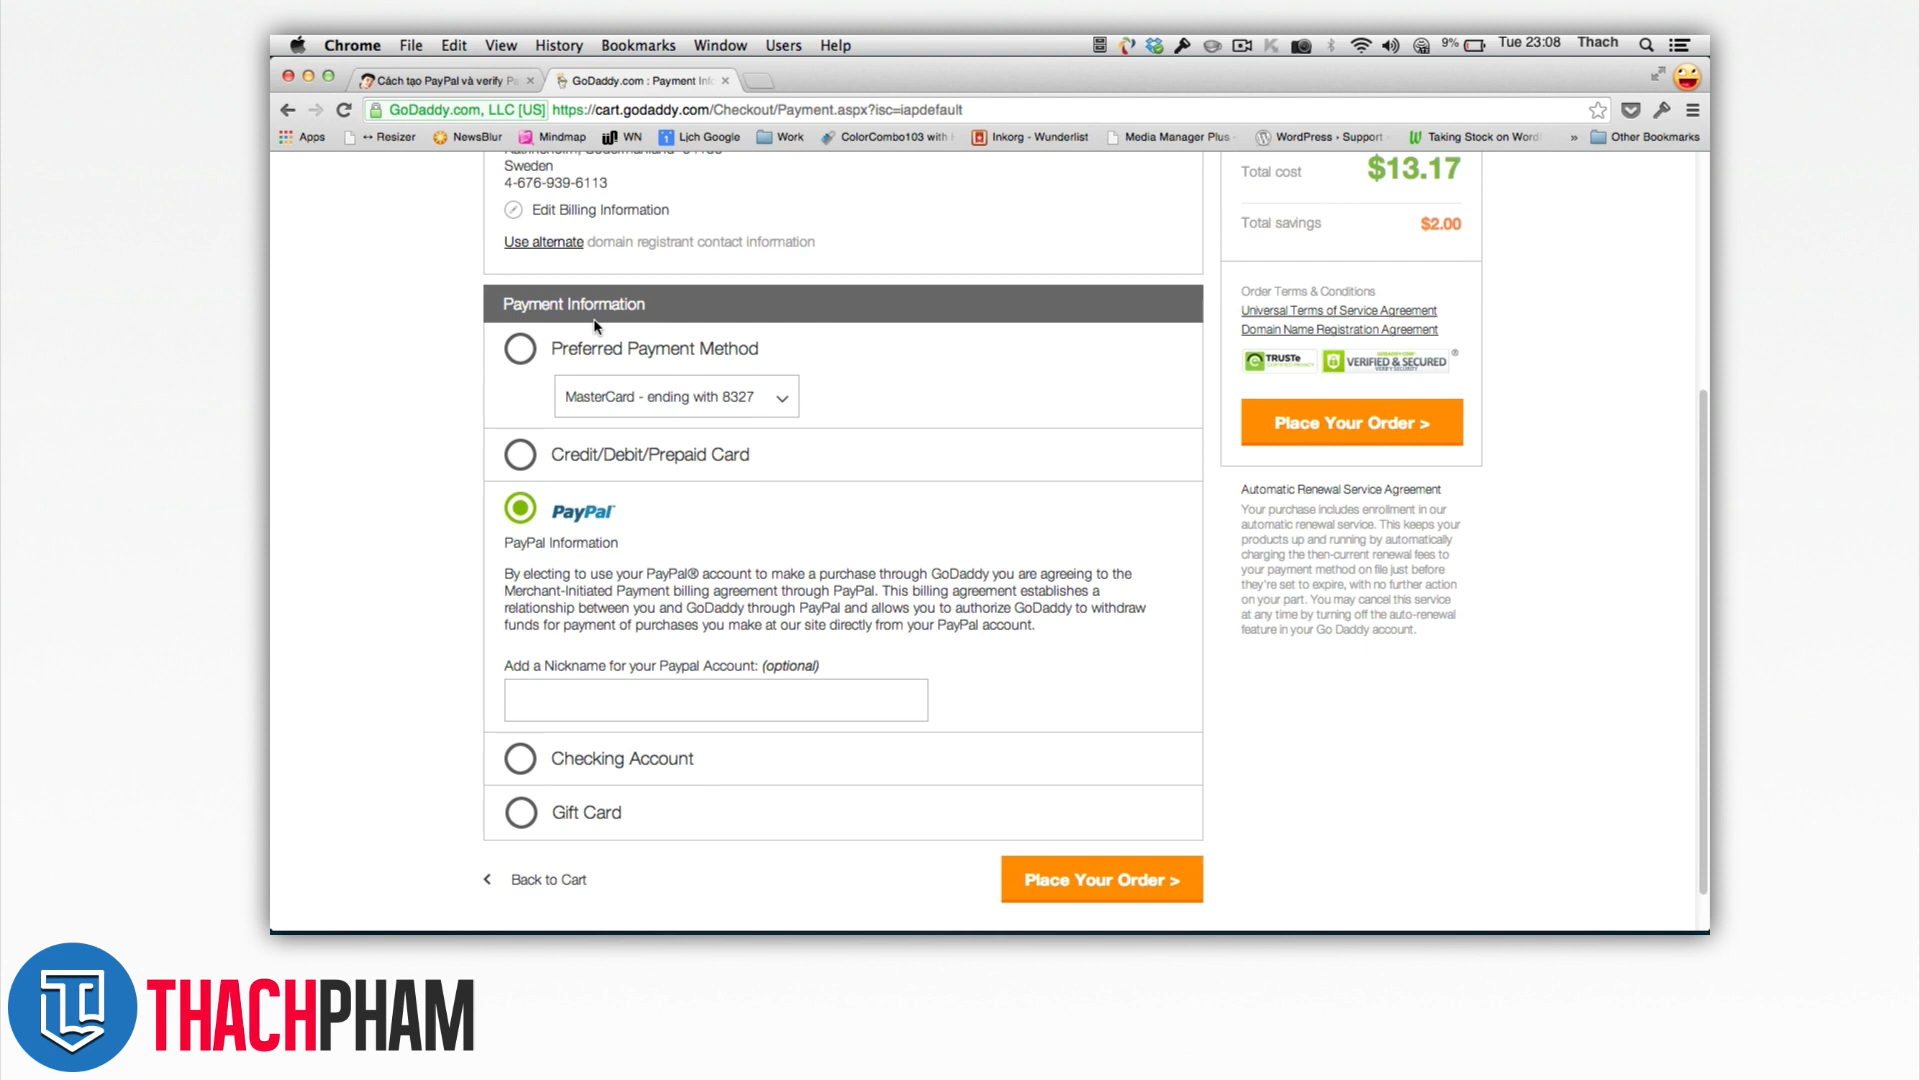 Chrome File Edit View History Bookmarks Window Users Help 9% Tue 23:08 Thach
Cách tạo PayPal và verify Pa GoDaddy.com : Payment Inf
GoDaddy.com, LLC [US] https://cart.godaddy.com/Checkout/Payment.aspx?isc=iapdefault
Apps ↔ Resizer NewsBlur Mindmap WN 1 Lịch Google Work ColorCombo103 with Inkorg - Wunderlist Media Manager Plus WordPress › Support Taking Stock on Word » Other Bookmarks
Sweden
4-676-939-6113
Edit Billing Information
Use alternate domain registrant contact information
Payment Information
Preferred Payment Method
MasterCard - ending with 8327
Credit/Debit/Prepaid Card
PayPal
PayPal Information
By electing to use your PayPal® account to make a purchase through GoDaddy you are agreeing to the
Merchant-Initiated Payment billing agreement through PayPal. This billing agreement establishes a
relationship between you and GoDaddy through PayPal and allows you to authorize GoDaddy to withdraw
funds for payment of purchases you make at our site directly from your PayPal account.
Add a Nickname for your Paypal Account: (optional)
Checking Account
Gift Card
Back to Cart
Place Your Order >
Total cost $13.17
Total savings $2.00
Order Terms & Conditions
Universal Terms of Service Agreement
Domain Name Registration Agreement
TRUSTe
CERTIFIED PRIVACY
GODADDY.COM
VERIFIED & SECURED
VERIFY SECURITY
Place Your Order >
Automatic Renewal Service Agreement
Your purchase includes enrollment in our
automatic renewal service. This keeps your
products up and running by automatically
charging the then-current renewal fees to
your payment method on file just before
they're set to expire, with no further action
on your part. You may cancel this service
at any time by turning off the auto-renewal
feature in your Go Daddy account.
THACHPHAM